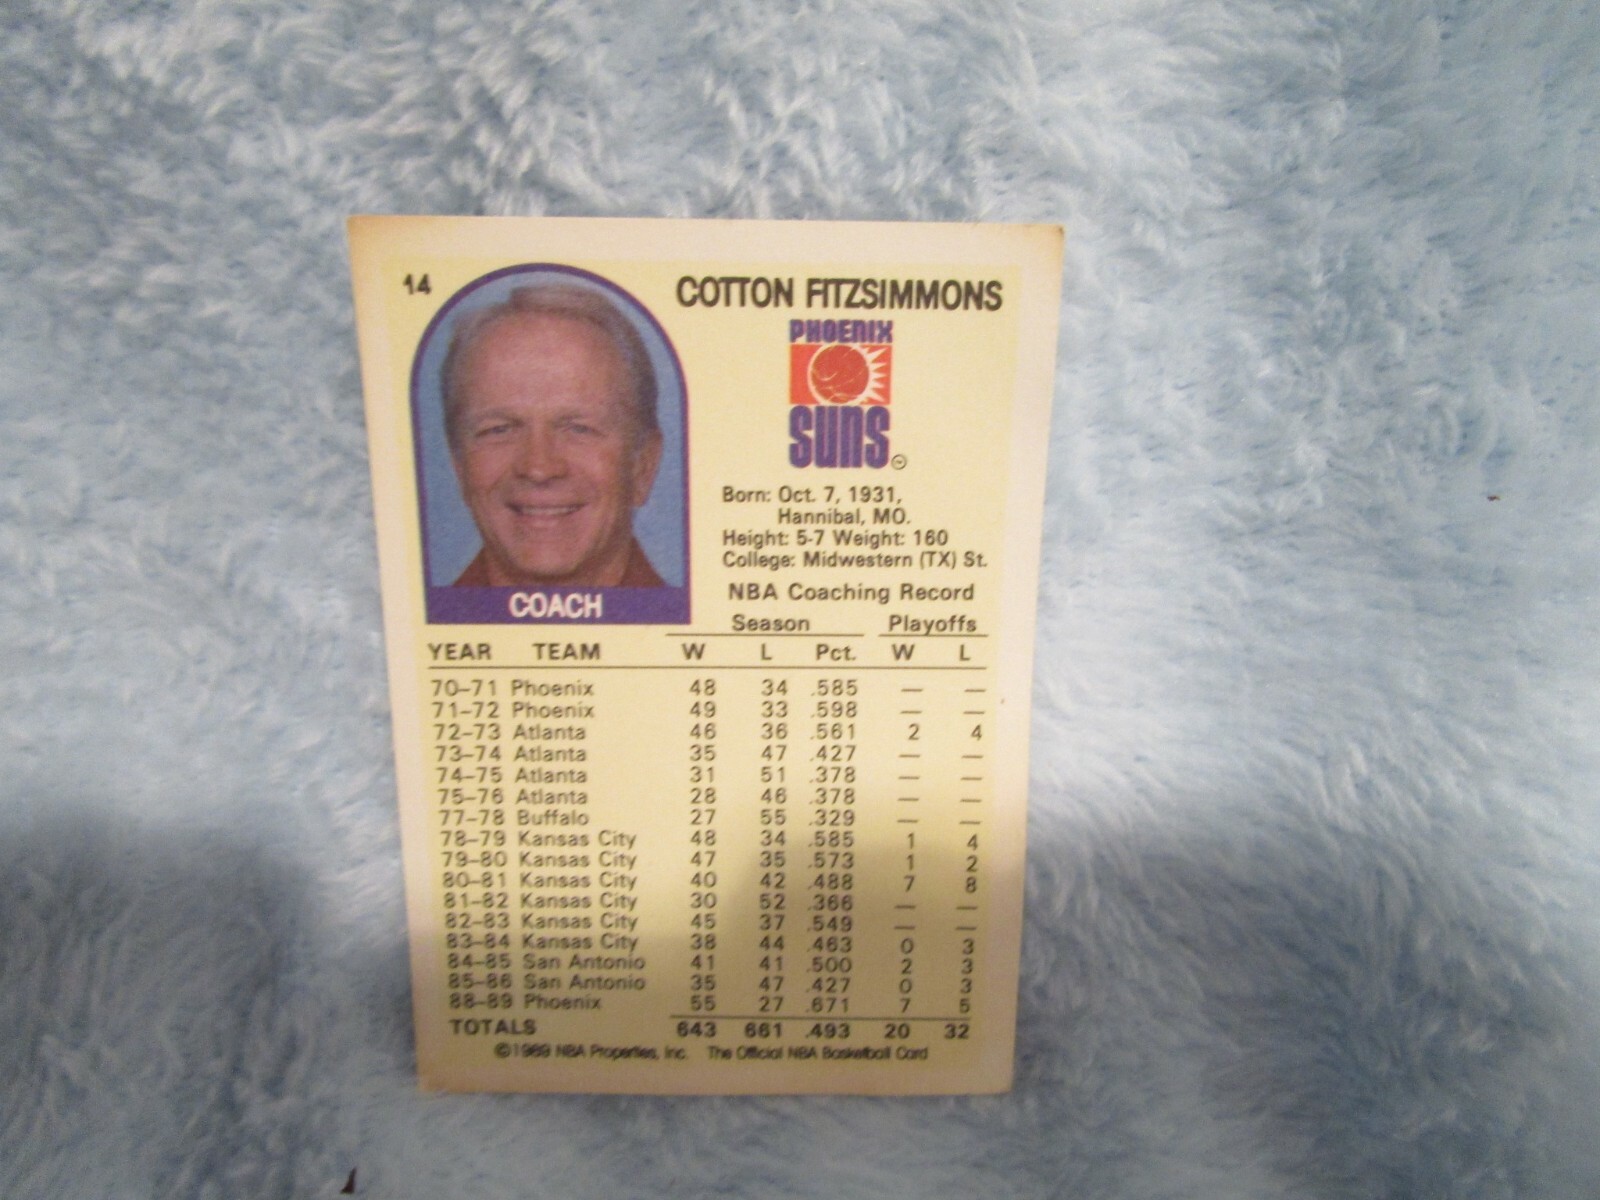 14
COTTON FITZSIMMONS
PHOENIX
SUNS
TM
Born: Oct. 7, 1931,
Hannibal, MO.
Height: 5-7 Weight: 160
College: Midwestern (TX) St.
COACH
NBA Coaching Record
Season Playoffs
YEAR TEAM W L Pct. W L
70–71 Phoenix 48 34 .585 — —
71–72 Phoenix 49 33 .598 — —
72–73 Atlanta 46 36 .561 2 4
73–74 Atlanta 35 47 .427 — —
74–75 Atlanta 31 51 .378 — —
75–76 Atlanta 28 46 .378 — —
77–78 Buffalo 27 55 .329 — —
78–79 Kansas City 48 34 .585 1 4
79–80 Kansas City 47 35 .573 1 2
80–81 Kansas City 40 42 .488 7 8
81–82 Kansas City 30 52 .366 — —
82–83 Kansas City 45 37 .549 — —
83–84 Kansas City 38 44 .463 0 3
84–85 San Antonio 41 41 .500 2 3
85–86 San Antonio 35 47 .427 0 3
88–89 Phoenix 55 27 .671 7 5
TOTALS 643 661 .493 20 32
©1989 NBA Properties, Inc. The Official NBA Basketball Card